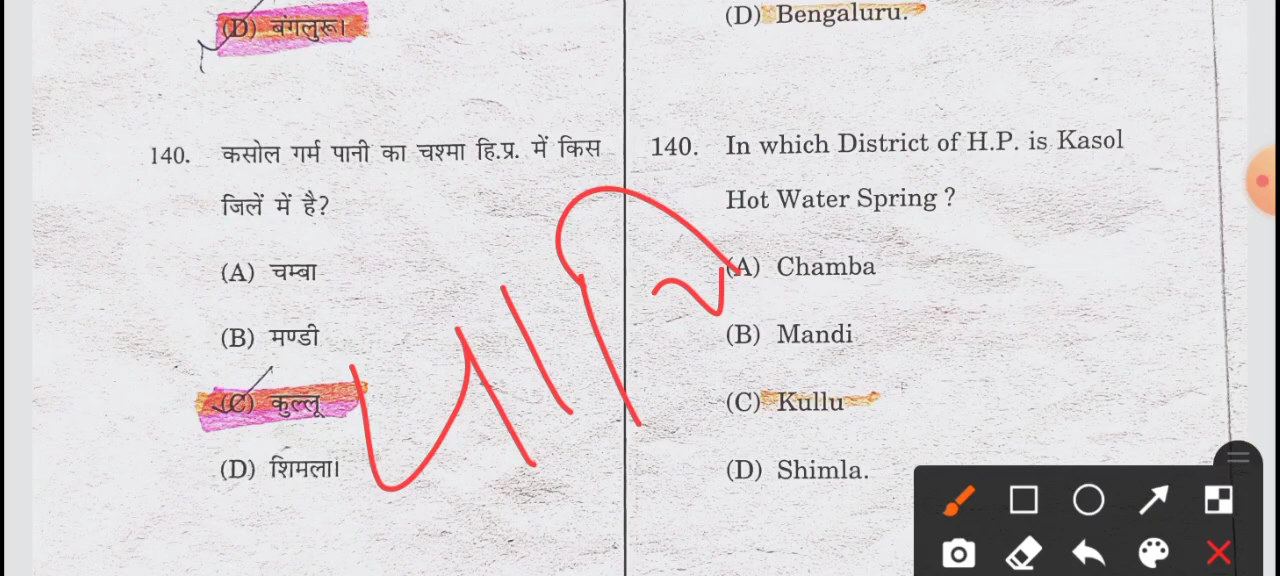 (D) बंगलुरू।
140. कसोल गर्म पानी का चश्मा हि.प्र. में किस
जिलें में है?
(A) चम्बा
(B) मण्डी
(C) कुल्लू
(D) शिमला।
(D) Bengaluru.
140. In which District of H.P. is Kasol
Hot Water Spring ?
(A) Chamba
(B) Mandi
(C) Kullu
(D) Shimla.